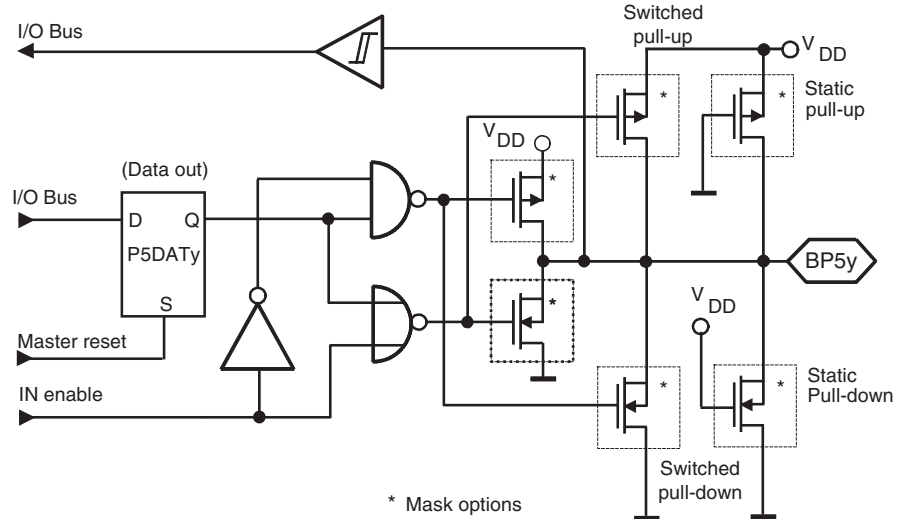 Switched
pull-up
I/O Bus
V DD
*
*
Static
pull-up
V DD
*
(Data out)
I/O Bus
D Q
P5DATy
S
BP5y
*
V DD
Master reset
IN enable
*
*
Static
Pull-down
Switched
pull-down
* Mask options